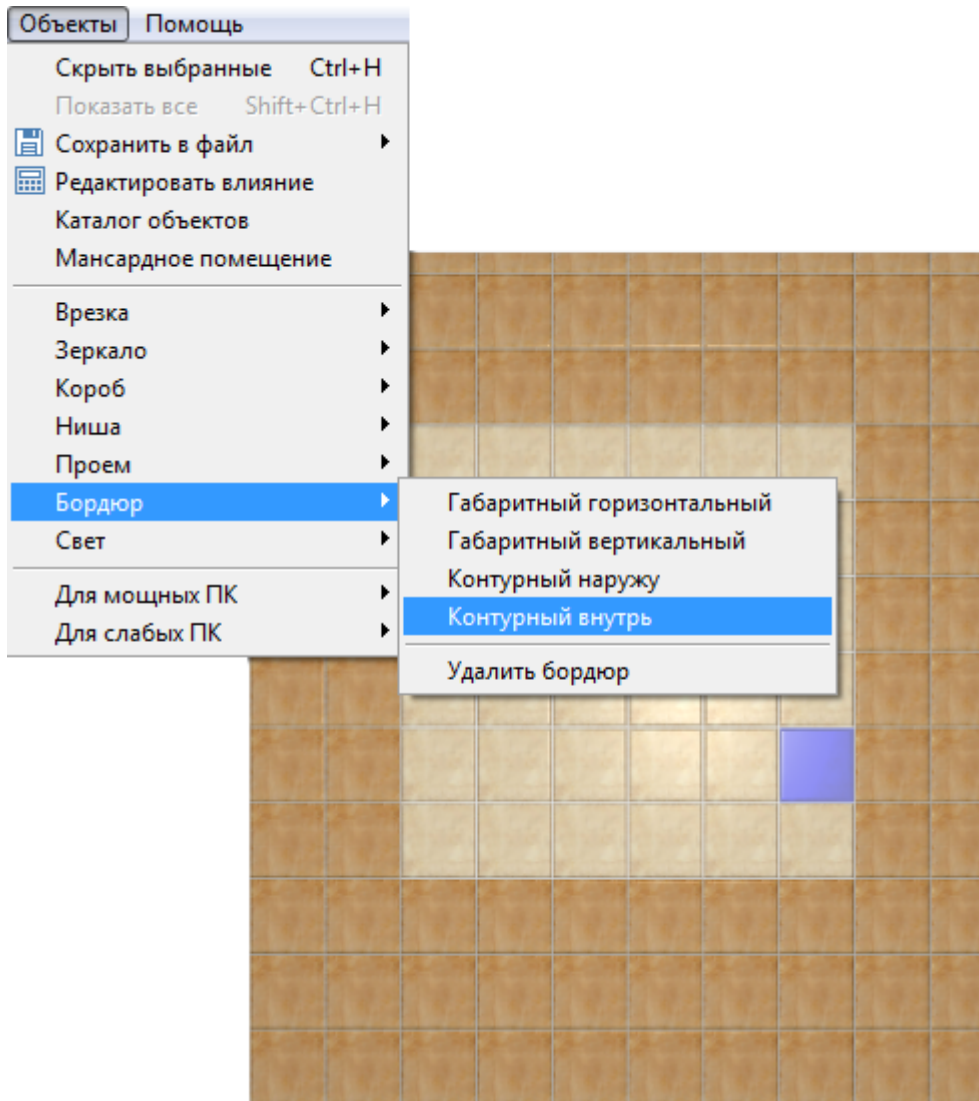 Объекты Помощь
Скрыть выбранные Ctrl+H
Показать все Shift+Ctrl+H
Сохранить в файл
Редактировать влияние
Каталог объектов
Мансардное помещение
Врезка
Зеркало
Короб
Ниша
Проем
Бордюр
Свет
Для мощных ПК
Для слабых ПК
Габаритный горизонтальный
Габаритный вертикальный
Контурный наружу
Контурный внутрь
Удалить бордюр